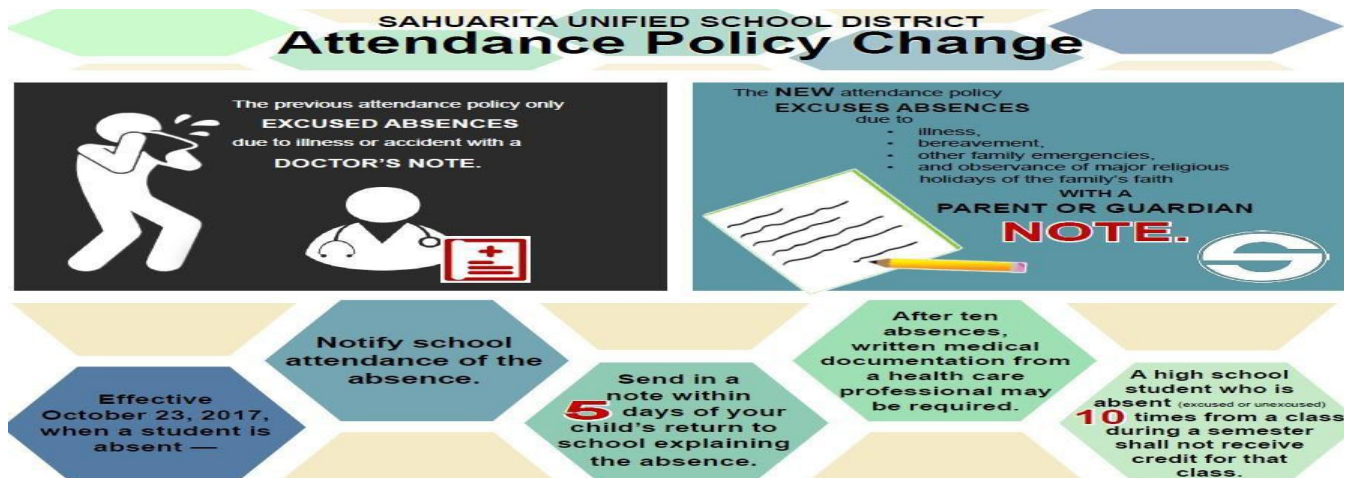 SAHUARITA UNIFIED SCHOOL DISTRICT
Attendance Policy Change
The previous attendance policy only
EXCUSED ABSENCES
due to illness or accident with a
DOCTOR'S NOTE.
The NEW attendance policy
EXCUSES ABSENCES
due to
• illness,
• bereavement,
• other family emergencies,
• and observance of major religious
holidays of the family's faith
WITH A
PARENT OR GUARDIAN
NOTE.
Effective
October 23, 2017,
when a student is
absent —
Notify school
attendance of the
absence.
Send in a
note within
5 days of your
child's return to
school explaining
the absence.
After ten
absences,
written medical
documentation from
a health care
professional may
be required.
A high school
student who is
absent (excused or unexcused)
10 times from a class
during a semester
shall not receive
credit for that
class.